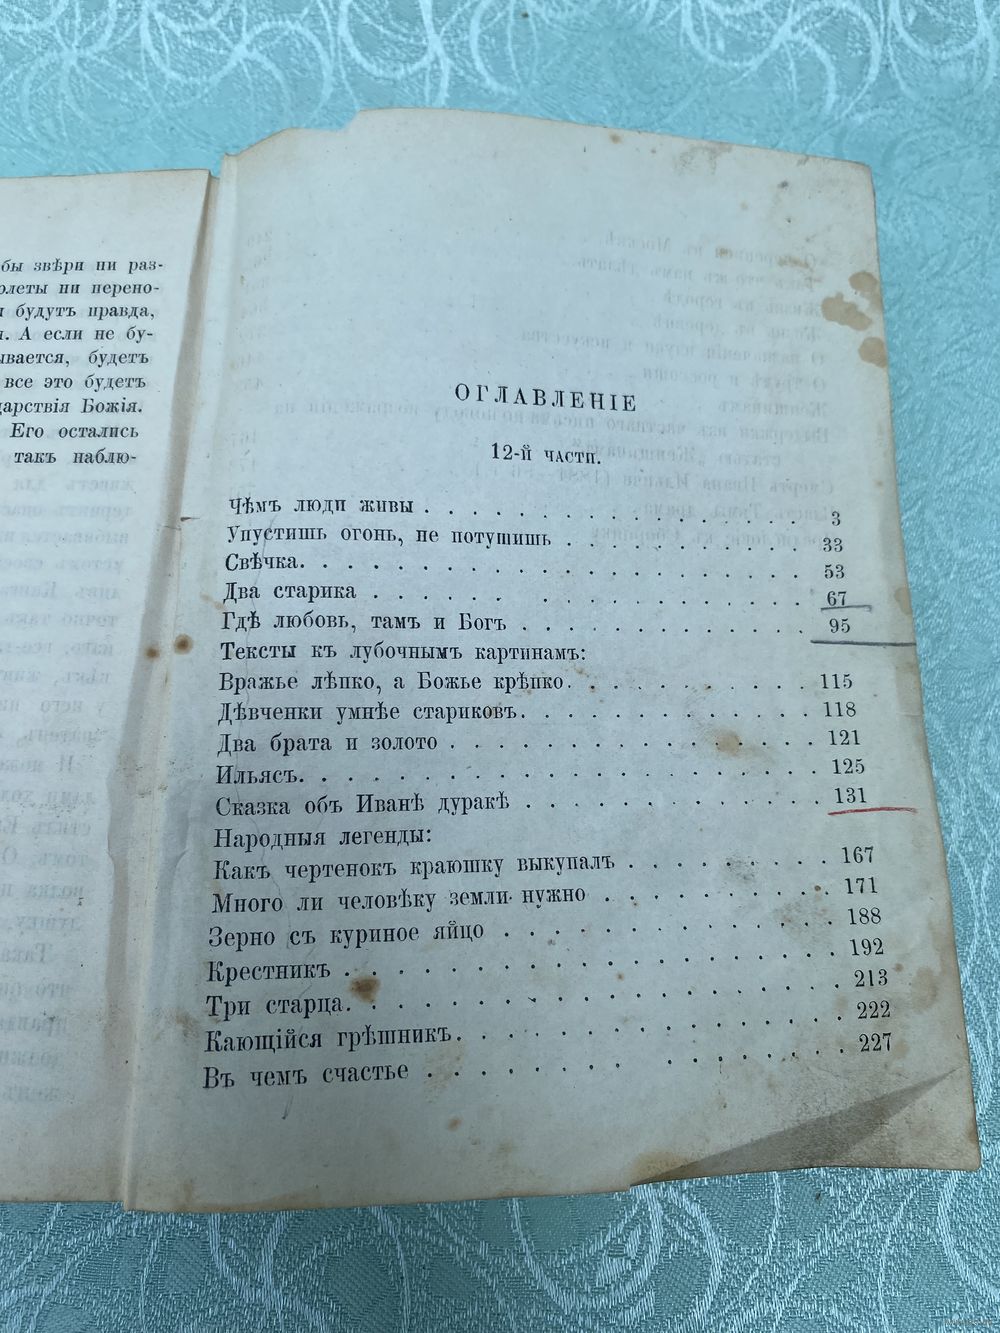 бы звѣри ни раз-
ни перено-
будутъ правда,
А если не бу-
будетъ
все это будетъ
Божія.
Его остались
такъ наблю-
ОГЛАВЛЕНІЕ
12-й части.
Чѣмъ люди живы . . . . . . . . . . . . . . . 3
Упустишь огонь, не потушишь . . . . . . . . . . 33
Свѣчка. . . . . . . . . . . . . . . . . . . . 53
Два старика . . . . . . . . . . . . . . . . . 67
Гдѣ любовь, тамъ и Богъ . . . . . . . . . . . 95
Тексты къ лубочнымъ картинамъ:
Вражье лѣпко, а Божье крѣпко. . . . . . . . . . 115
Дѣвченки умнѣе стариковъ. . . . . . . . . . . . 118
Два брата и золото . . . . . . . . . . . . . . 121
Ильясъ. . . . . . . . . . . . . . . . . . . . 125
Сказка объ Иванѣ дуракѣ . . . . . . . . . . . 131
Народныя легенды:
Какъ чертенокъ краюшку выкупалъ . . . . . . . . 167
Много ли человѣку земли нужно . . . . . . . . . 171
Зерно съ куриное яйцо . . . . . . . . . . . . 188
Крестникъ . . . . . . . . . . . . . . . . . . 192
Три старца. . . . . . . . . . . . . . . . . . 213
Кающійся грѣшникъ. . . . . . . . . . . . . . . 222
Въ чемъ счастье . . . . . . . . . . . . . . . 227